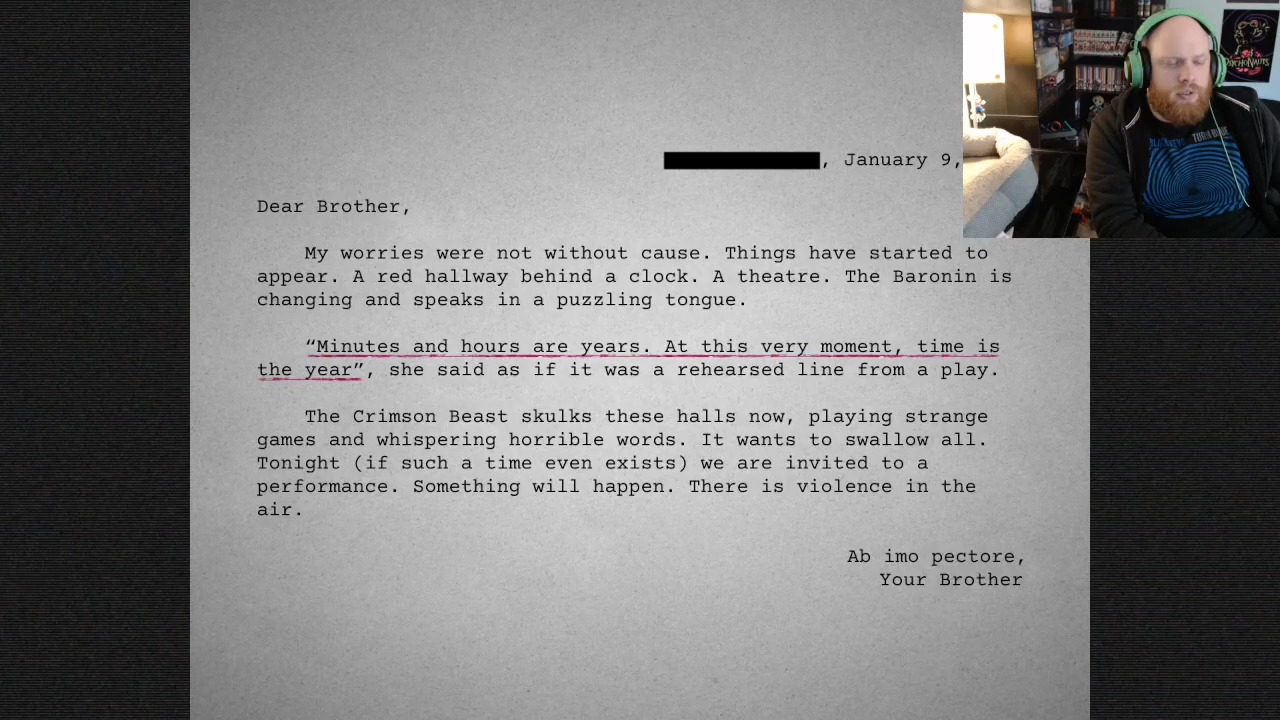 , January 9,
Dear Brother,
My worries were not without cause. Things have started to
appear. A red hallway behind a clock. A theatre. The Baronin is
changing and speaks in a puzzling tongue.
“Minutes and hours are years. At this very moment, time is
the year”, she said as if it was a rehearsed line from a play.
The Crimson Beast skulks these halls now, playing strange
games and whispering horrible words. It wants to swallow all.
Tonight (if such a time even exists) we are invited to a
performance. Something will happen. There is violence in the
air.
Ab imo pectore,
Your Brother
PSYCHONAUTS
TURN BLUE